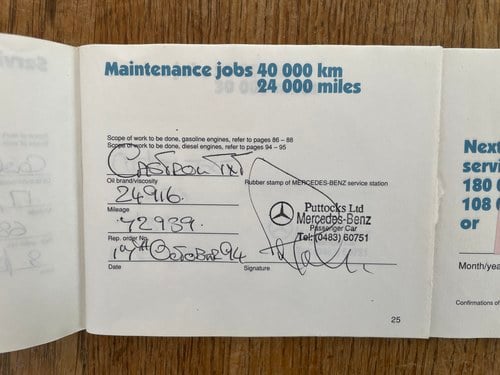 Maintenance jobs 40 000 km
24 000 miles
Scope of work to be done, gasoline engines, refer to pages 86 – 88
Scope of work to be done, diesel engines, refer to pages 94 – 95
CASTROL TXT
Oil brand/viscosity
Rubber stamp of MERCEDES-BENZ service station
24916.
Mileage
72939.
Rep. order No.
19TH OCTOBER 94
Date
Signature
Puttocks Ltd
Mercedes-Benz
Passenger Car
Tel:(0483) 60751
25
Next
servi
180 0
108 0
or
Month/yea
Confirmations of